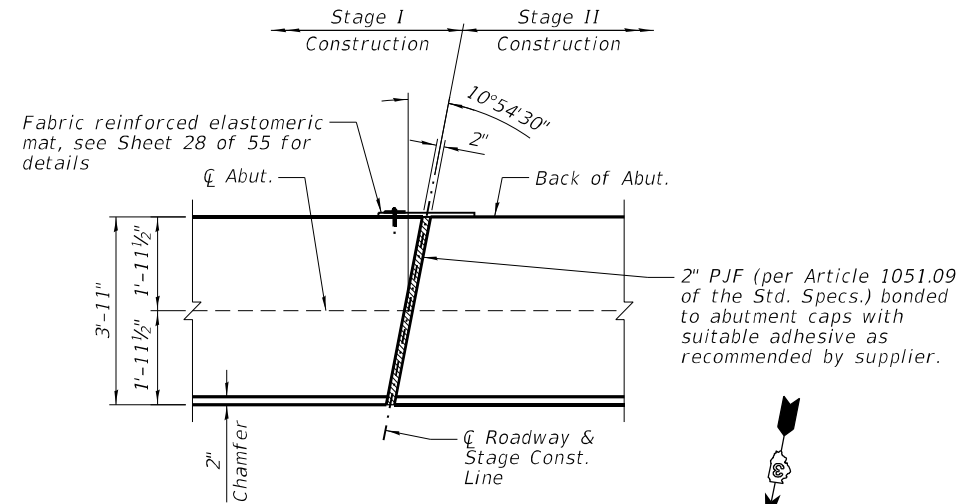 Stage I
Construction
Stage II
Construction
10°54'30"
2"
Fabric reinforced elastomeric
mat, see Sheet 28 of 55 for
details
℄ Abut.
Back of Abut.
3'-11"
1'-11½"
1'-11½"
2" PJF (per Article 1051.09
of the Std. Specs.) bonded
to abutment caps with
suitable adhesive as
recommended by supplier.
2"
Chamfer
℄ Roadway &
Stage Const.
Line